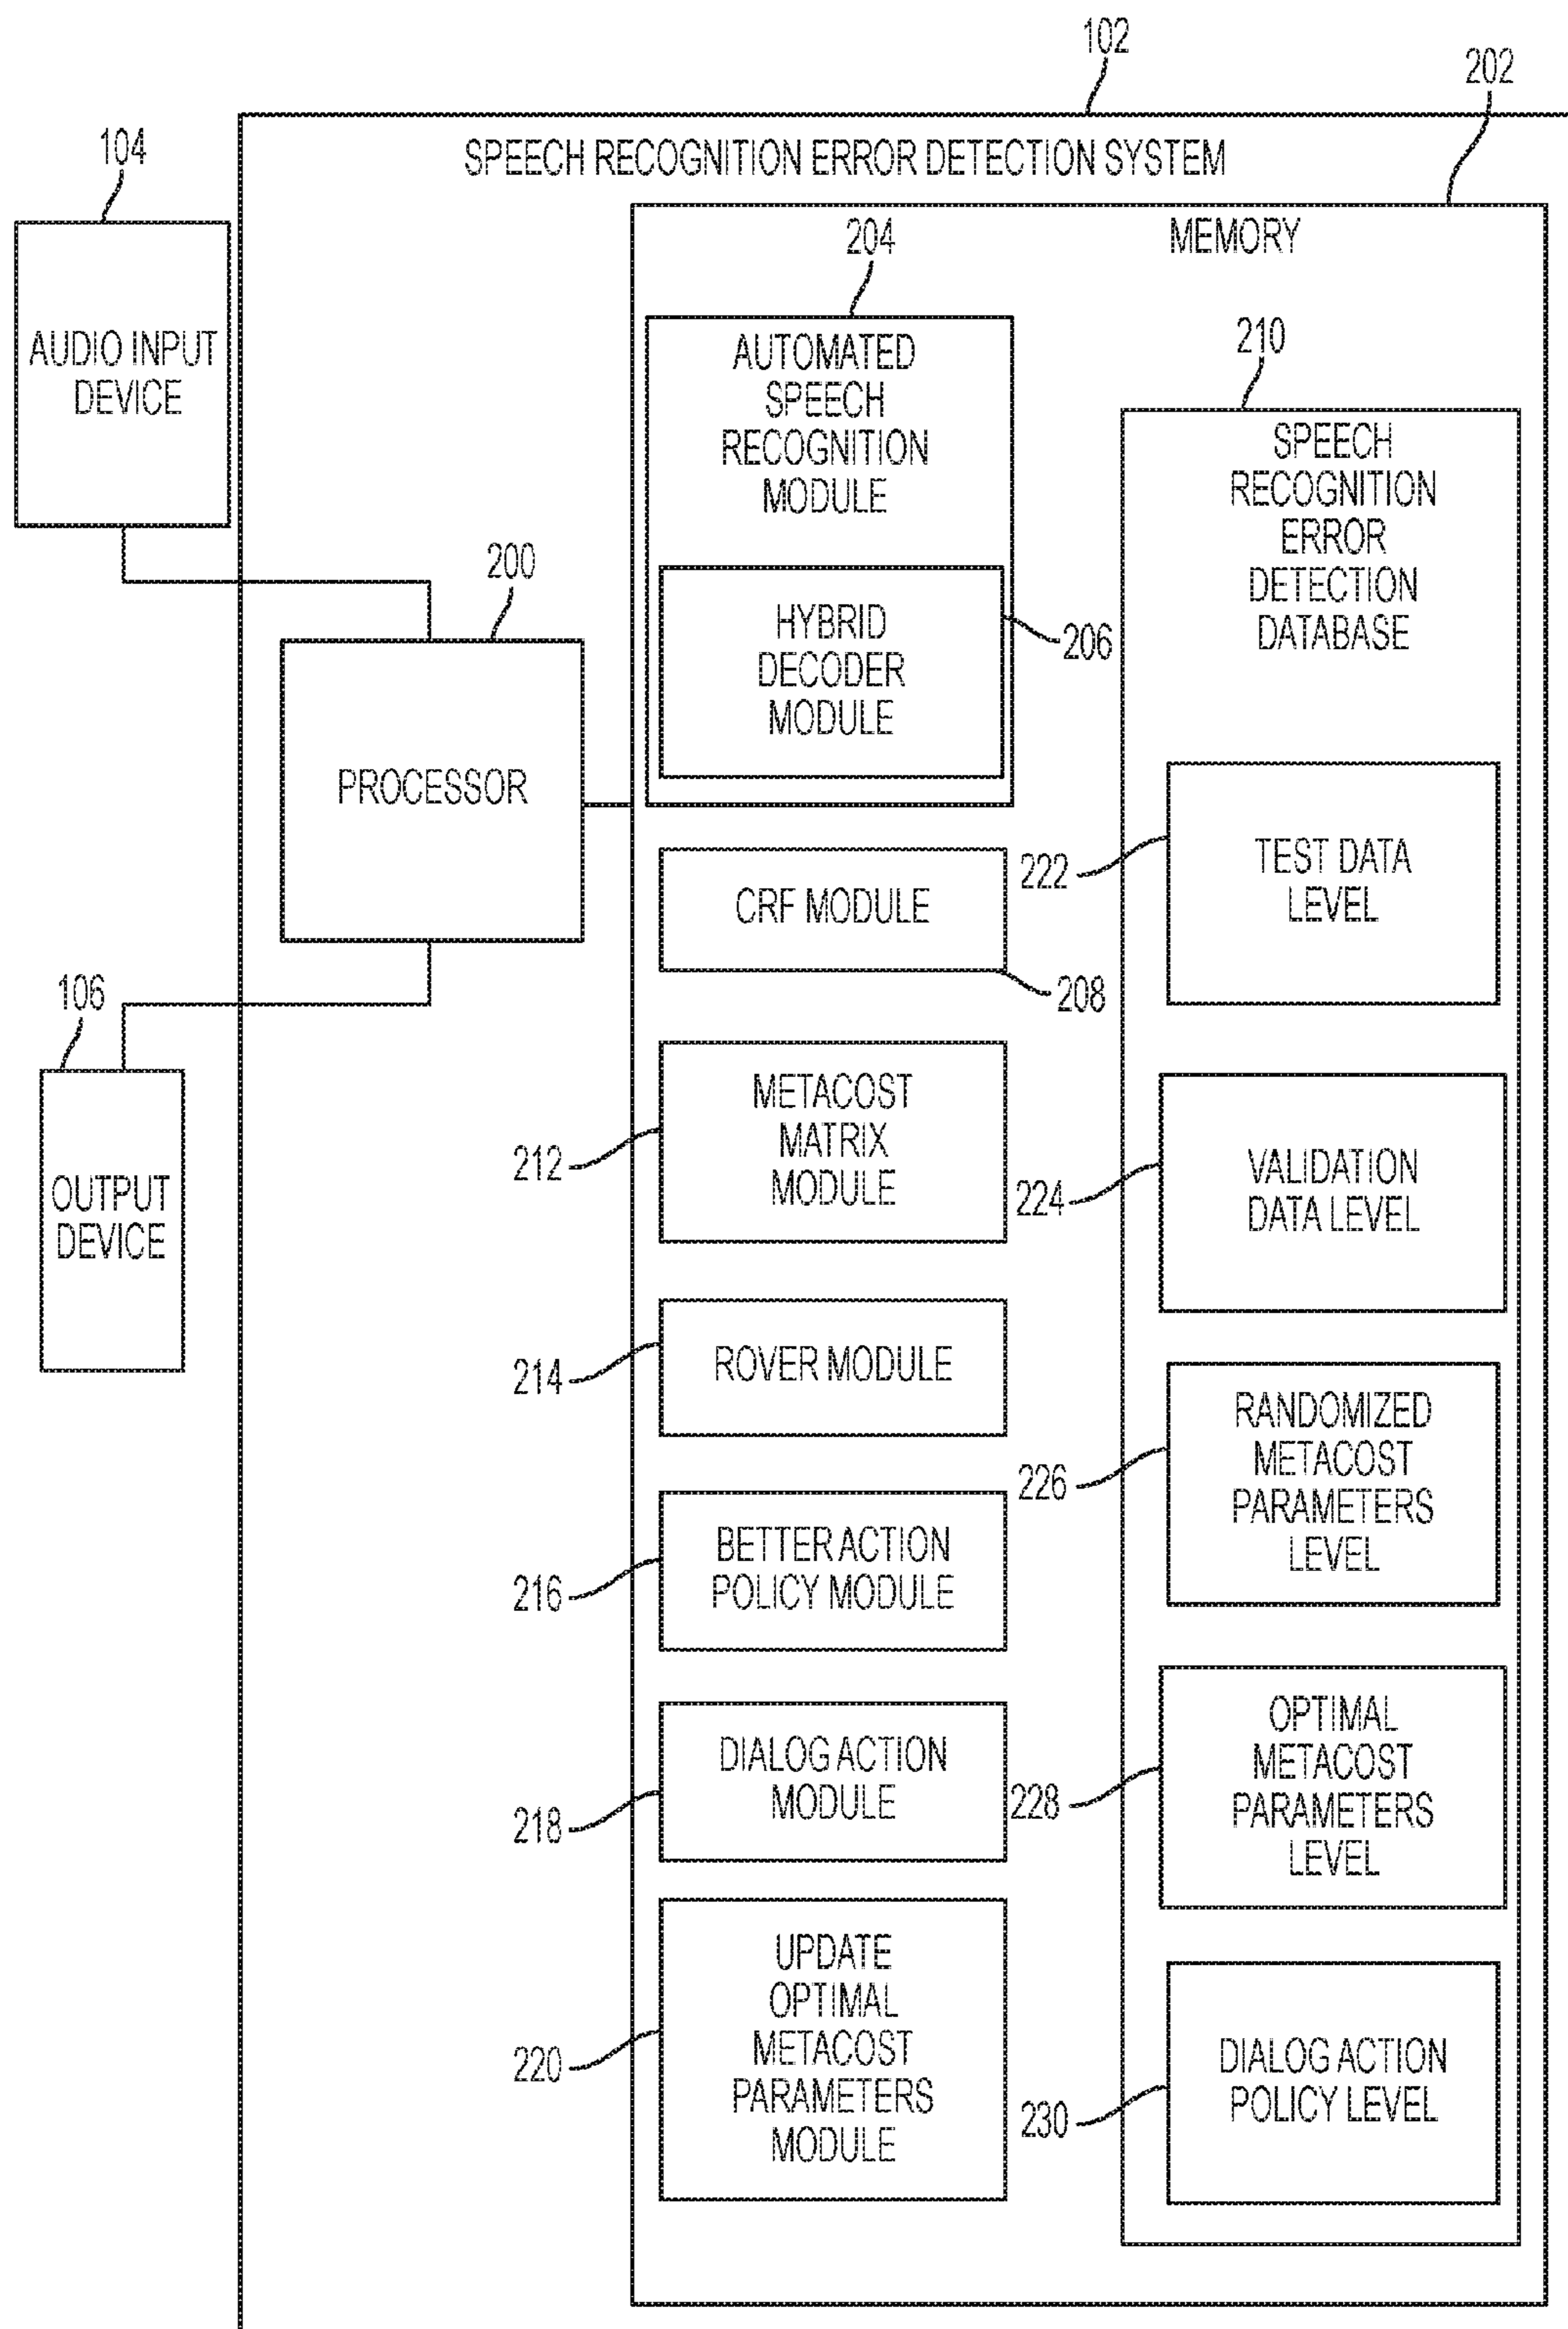 102
202
SPEECH RECOGNITION ERROR DETECTION SYSTEM
104
AUDIO INPUT
DEVICE
MEMORY
204
AUTOMATED
SPEECH
RECOGNITION
MODULE
HYBRID
DECODER
MODULE
206
210
SPEECH
RECOGNITION
ERROR
DETECTION
DATABASE
200
PROCESSOR
106
OUTPUT
DEVICE
CRF MODULE
208
METACOST
MATRIX
MODULE
212
ROVER MODULE
214
BETTER ACTION
POLICY MODULE
216
DIALOG ACTION
MODULE
218
UPDATE
OPTIMAL
METACOST
PARAMETERS
MODULE
220
222
TEST DATA
LEVEL
224
VALIDATION
DATA LEVEL
226
RANDOMIZED
METACOST
PARAMETERS
LEVEL
228
OPTIMAL
METACOST
PARAMETERS
LEVEL
230
DIALOG ACTION
POLICY LEVEL